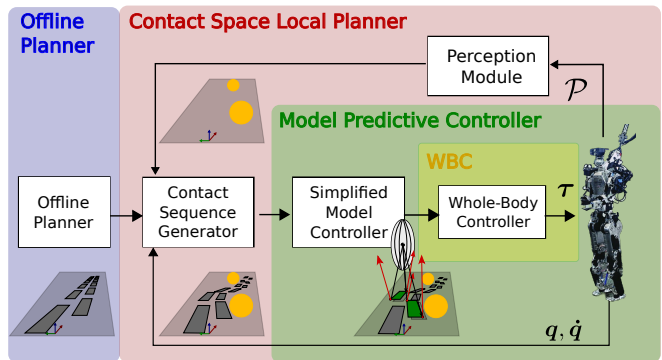 Offline
Planner
Contact Space Local Planner
Perception
Module
𝒫
Model Predictive Controller
WBC
Offline
Planner
Contact
Sequence
Generator
Simplified
Model
Controller
Whole-Body
Controller
τ
q, q̇